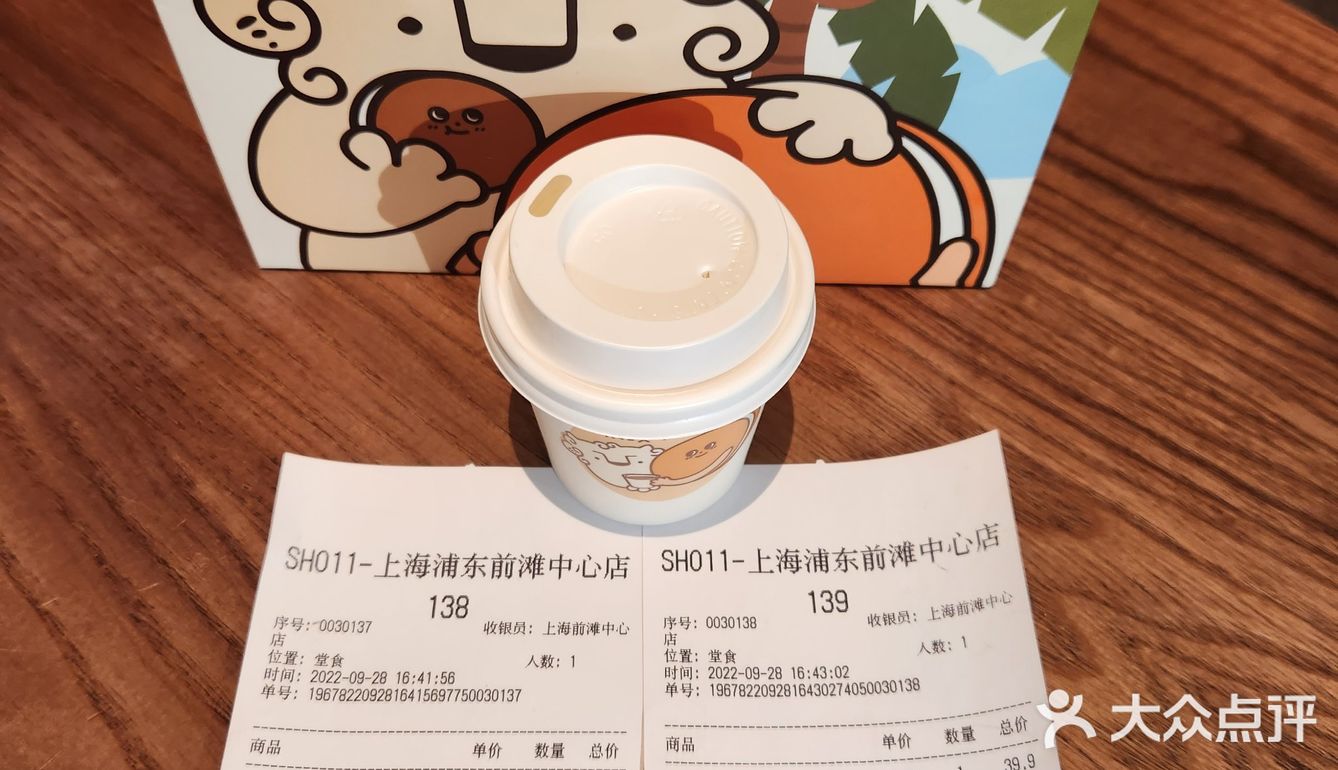 CAUTION
SH011-上海浦东前滩中心店
138
序号: 0030137 收银员: 上海前滩中心
店
位置: 堂食 人数: 1
时间: 2022-09-28 16:41:56
单号: 1967822092816415697750030137
商品 单价 数量 总价
SH011-上海浦东前滩中心店
139
序号: 0030138 收银员: 上海前滩中心
店
位置: 堂食 人数: 1
时间: 2022-09-28 16:43:02
单号: 1967822092816430274050030138
商品 单价 数量 总价
1 39.9
大众点评